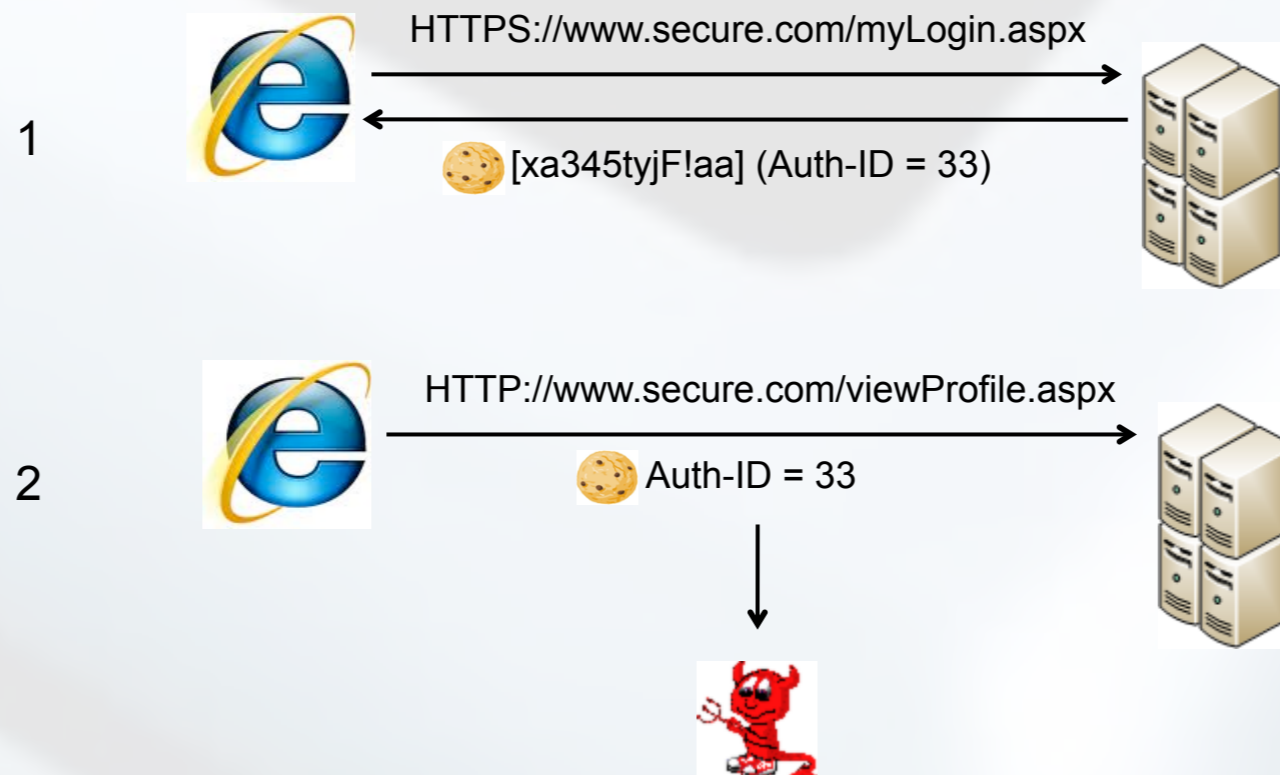 HTTPS://www.secure.com/myLogin.aspx
1
[xa345tyjF!aa] (Auth-ID = 33)
HTTP://www.secure.com/viewProfile.aspx
2
Auth-ID = 33